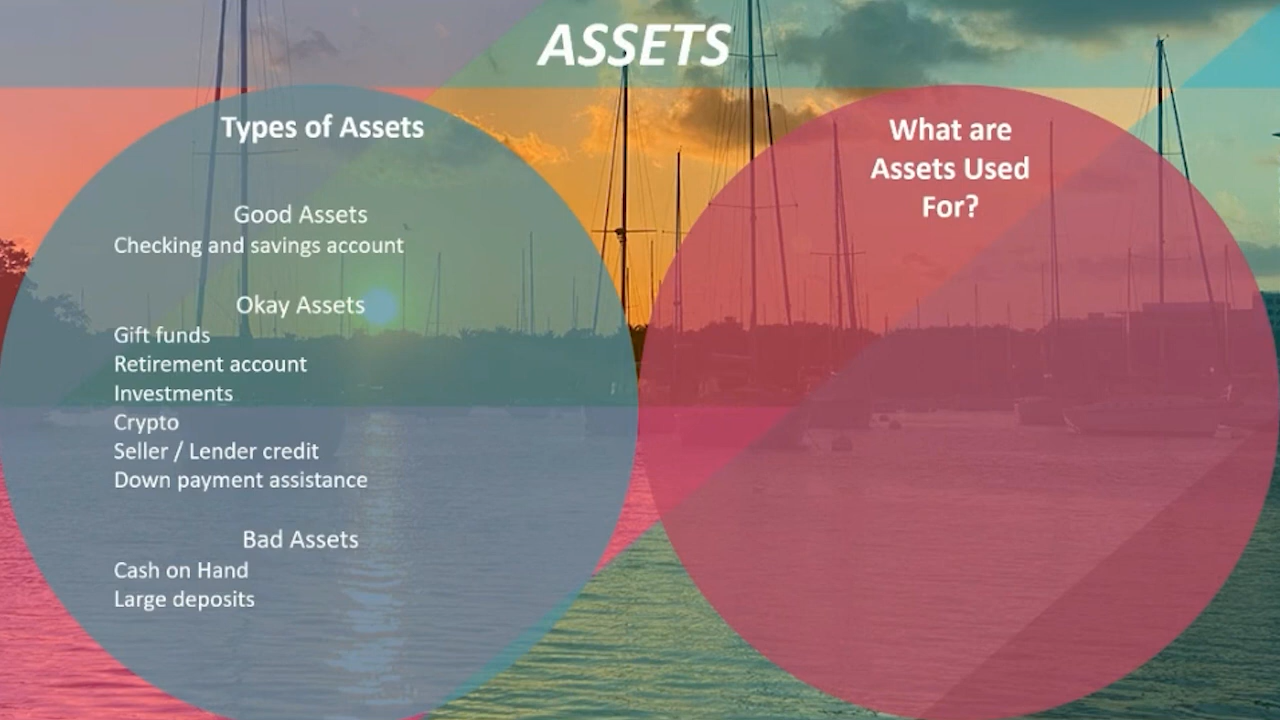 ASSETS
Types of Assets
Good Assets
Checking and savings account
Okay Assets
Gift funds
Retirement account
Investments
Crypto
Seller / Lender credit
Down payment assistance
Bad Assets
Cash on Hand
Large deposits
What are
Assets Used
For?